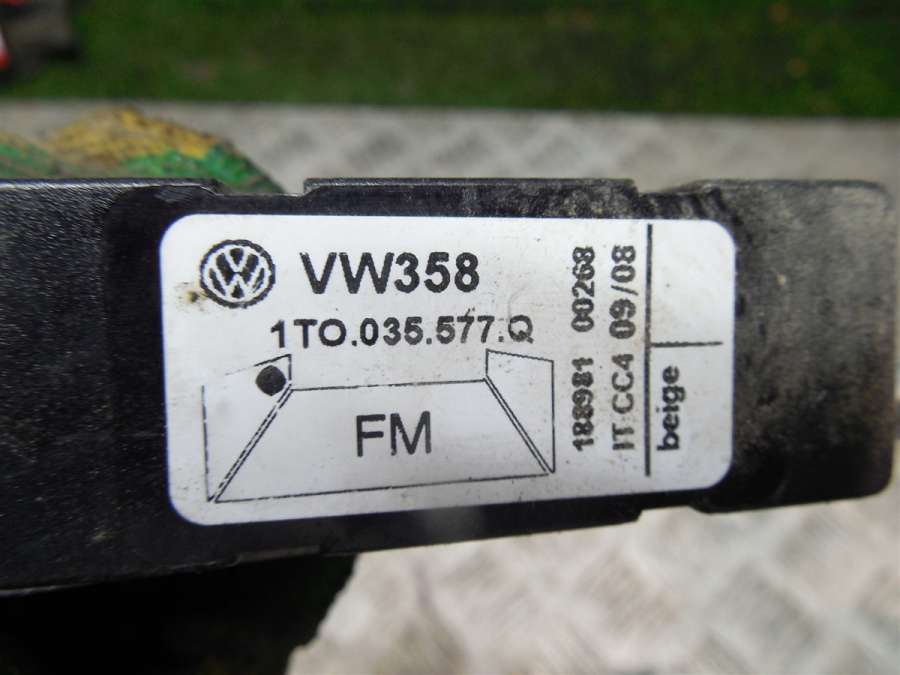 VW358
1TO.035.577.Q
FM
188981 00268
IT.CC4 09/08
beige